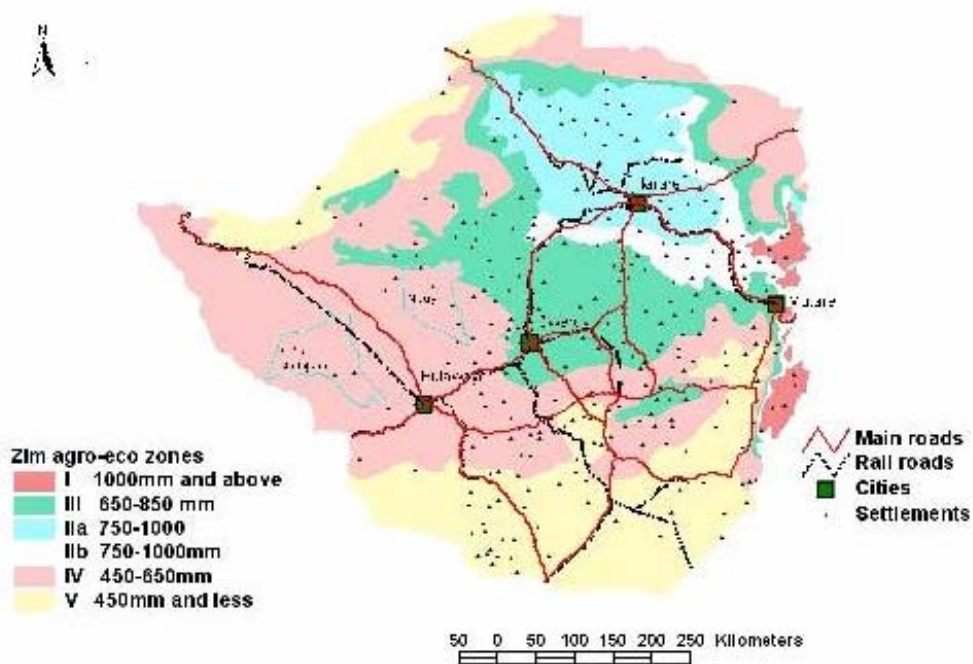 N
Harare
Mutare
Bulawayo
Zim agro-eco zones
I 1000mm and above
III 650-850 mm
IIa 750-1000
IIb 750-1000mm
IV 450-650mm
V 450mm and less
Main roads
Rail roads
Cities
Settlements
50 0 50 100 150 200 250 Kilometers